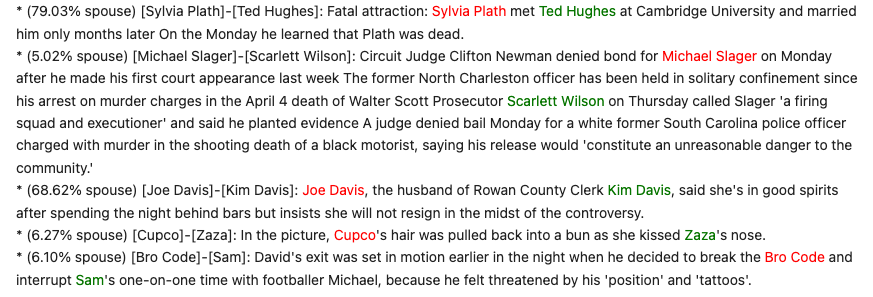 * (79.03% spouse) [Sylvia Plath]-[Ted Hughes]: Fatal attraction: Sylvia Plath met Ted Hughes at Cambridge University and married
him only months later On the Monday he learned that Plath was dead.
* (5.02% spouse) [Michael Slager]-[Scarlett Wilson]: Circuit Judge Clifton Newman denied bond for Michael Slager on Monday
after he made his first court appearance last week The former North Charleston officer has been held in solitary confinement since
his arrest on murder charges in the April 4 death of Walter Scott Prosecutor Scarlett Wilson on Thursday called Slager 'a firing
squad and executioner' and said he planted evidence A judge denied bail Monday for a white former South Carolina police officer
charged with murder in the shooting death of a black motorist, saying his release would 'constitute an unreasonable danger to the
community.'
* (68.62% spouse) [Joe Davis]-[Kim Davis]: Joe Davis, the husband of Rowan County Clerk Kim Davis, said she's in good spirits
after spending the night behind bars but insists she will not resign in the midst of the controversy.
* (6.27% spouse) [Cupco]-[Zaza]: In the picture, Cupco's hair was pulled back into a bun as she kissed Zaza's nose.
* (6.10% spouse) [Bro Code]-[Sam]: David's exit was set in motion earlier in the night when he decided to break the Bro Code and
interrupt Sam's one-on-one time with footballer Michael, because he felt threatened by his 'position' and 'tattoos'.